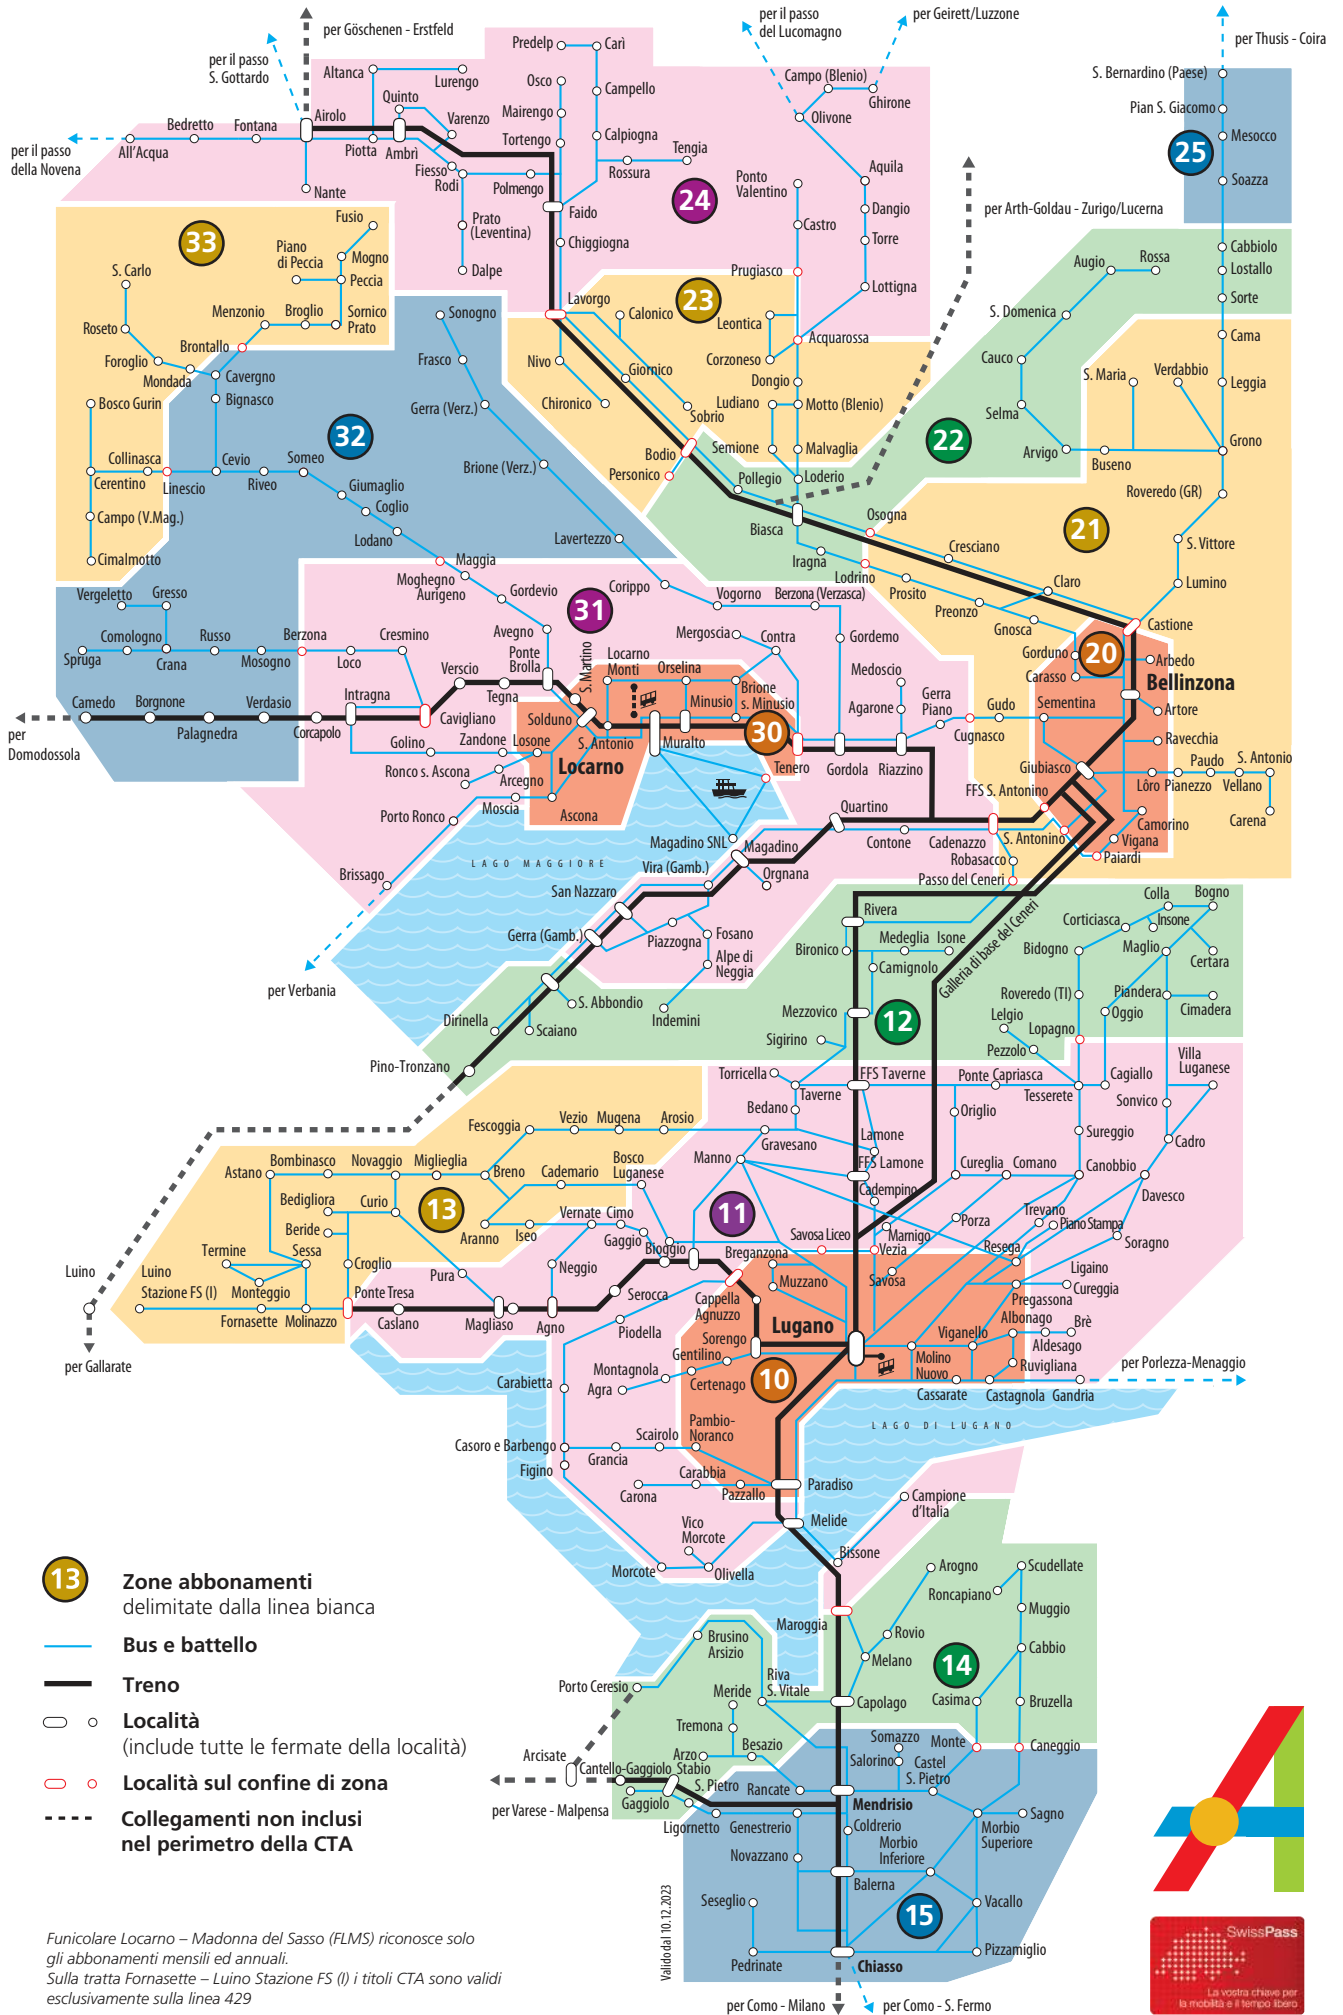 per Göschenen - Erstfeld
per il passo
S. Gottardo
per il passo
della Novena
per il passo
del Lucomagno
per Geirett/Luzzone
per Thusis - Coira
per Arth-Goldau - Zurigo/Lucerna
Predelp
Carì
Altanca
Lurengo
Osco
Campello
Campo (Blenio)
Ghirone
S. Bernardino (Paese)
Quinto
Airolo
Bedretto
Fontana
All'Acqua
Varenzo
Mairengo
Tortengo
Calpiogna
Olivone
Pian S. Giacomo
Mesocco
25
Piotta
Ambrì
Fiesso
Rodi
Polmengo
Rossura
Tengia
Nante
Faido
24
Ponto
Valentino
Aquila
Soazza
Prato
(Leventina)
Chiggiogna
Castro
Dangio
Torre
Dalpe
Prugiasco
Lottigna
33
Fusio
Piano
di Peccia
Mogno
Peccia
S. Carlo
Menzonio
Broglio
Sornico
Prato
Roseto
Brontallo
Foroglio
Mondada
Cavergno
Bignasco
Lavorgo
23
Calonico
Leontica
Acquarossa
Corzoneso
Nivo
Giornico
Dongio
Chironico
Sobrio
Ludiano
Motto (Blenio)
Semione
Malvaglia
Bodio
Personico
Pollegio
Loderio
Biasca
Cabbiolo
Lostallo
Augio
Rossa
Sorte
S. Domenica
Cama
Cauco
S. Maria
Verdabbio
Leggia
Selma
22
Arvigo
Buseno
Grono
Roveredo (GR)
Sonogno
Frasco
Gerra (Verz.)
Brione (Verz.)
Lavertezzo
Bosco Gurin
32
Collinasca
Cerentino
Linescio
Cevio
Riveo
Someo
Giumaglio
Coglio
Lodano
Campo (V.Mag.)
Cimalmotto
Maggia
Moghegno
Aurigeno
Gordevio
Avegno
Ponte
Brolla
31
Corippo
Vogorno
Berzona (Verzasca)
Mergoscia
Contra
Gordemo
Osogna
21
Cresciano
Iragna
Lodrino
Prosito
Claro
Preonzo
Gnosca
S. Vittore
Lumino
Castione
Vergeletto
Gresso
Comologno
Spruga
Crana
Russo
Mosogno
Berzona
Loco
Cresmino
Verscio
Tegna
S. Martino
Locarno
Monti
Orselina
Minusio
Brione
s. Minusio
Medoscio
Agarone
Gerra
Piano
Gudo
Cugnasco
Gorduno
20
Carasso
Arbedo
Bellinzona
Sementina
Artore
Ravecchia
Camedo
Borgnone
Verdasio
Intragna
Palagnedra
Corcapolo
Cavigliano
Golino
Zandone
Losone
Solduno
S. Antonio
Muralto
30
Tenero
Gordola
Riazzino
per
Domodossola
Ronco s. Ascona
Arcegno
Locarno
Moscia
Ascona
Porto Ronco
Brissago
Giubiasco
FFS S. Antonino
Lôro
Pianezzo
Paudo
Vellano
S. Antonio
Carena
Camorino
Vigana
Paiardi
S. Antonino
Quartino
Contone
Cadenazzo
Robasacco
Passo del Ceneri
Magadino SNL
Magadino
Orgnana
LAGO MAGGIORE
Vira (Gamb.)
San Nazzaro
Gerra (Gamb.)
Piazzogna
Fosano
Alpe di
Neggia
Indemini
per Verbania
Dirinella
Scaiano
S. Abbondio
Pino-Tronzano
Rivera
Bironico
Medeglia
Isone
Camignolo
Galleria di base del Ceneri
Mezzovico
12
Sigirino
Colla
Bogno
Corticiasca
Insone
Bidogno
Maglio
Certara
Roveredo (TI)
Piandera
Cimadera
Lelgio
Lopagno
Oggio
Pezzolo
Villa
Luganese
Torricella
Taverne
FFS Taverne
Ponte Capriasca
Tesserete
Cagiallo
Sonvico
Bedano
Origlio
Gravesano
Lamone
Sureggio
Cadro
Manno
FFS Lamone
Cureglia
Comano
Canobbio
Cadempino
Davesco
11
Porza
Trevano
Piano Stampa
Mannigo
Savosa Liceo
Vezia
Resega
Soragno
Breganzona
Savosa
Muzzano
Ligaino
Cureggia
Pregassona
Fescoggia
Vezio
Mugena
Arosio
Bombinasco
Novaggio
Miglieglia
Breno
Cademario
Bosco
Luganese
Astano
Bedigliora
Curio
13
Vernate
Cimo
Beride
Aranno
Iseo
Gaggio
Bioggio
Termine
Sessa
Croglio
Pura
Neggio
Serocca
Cappella
Agnuzzo
Luino
Luino
Stazione FS (I)
Monteggio
Fornasette
Molinazzo
Ponte Tresa
Caslano
Magliaso
Agno
Piodella
per Gallarate
Lugano
Sorengo
Gentilino
Montagnola
Agra
Certenago
10
Viganello
Albonago
Brè
Aldesago
Molino
Nuovo
Ruvigliana
Cassarate
Castagnola
Gandria
per Porlezza-Menaggio
LAGO DI LUGANO
Carabietta
Pambio-
Noranco
Casoro e Barbengo
Scairolo
Grancia
Figino
Carabbia
Carona
Pazzallo
Paradiso
Vico
Morcote
Melide
Campione
d'Italia
Bissone
Morcote
Olivella
Arogno
Scudellate
Roncapiano
Maroggia
Muggio
Rovio
Brusino
Arsizio
Melano
14
Cabbio
Porto Ceresio
Riva
S. Vitale
Meride
Capolago
Casima
Bruzella
Tremona
Somazzo
Monte
Caneggio
Arzo
Besazio
Salorino
Castel
S. Pietro
Arcisate
Cantello-Gaggiolo
Stabio
S. Pietro
Rancate
Mendrisio
Gaggiolo
per Varese - Malpensa
Ligornetto
Genestrerio
Coldrerio
Sagno
Morbio
Superiore
Morbio
Inferiore
Novazzano
Balerna
Seseglio
15
Vacallo
Pedrinate
Chiasso
Pizzamiglio
per Como - Milano
per Como - S. Fermo
Valido dal 10.12.2023
13
Zone abbonamenti
delimitate dalla linea bianca
Bus e battello
Treno
Località
(include tutte le fermate della località)
Località sul confine di zona
Collegamenti non inclusi
nel perimetro della CTA
Funicolare Locarno – Madonna del Sasso (FLMS) riconosce solo
gli abbonamenti mensili ed annuali.
Sulla tratta Fornasette – Luino Stazione FS (I) i titoli CTA sono validi
esclusivamente sulla linea 429
SwissPass
La vostra chiave per
la mobilità e il tempo libero